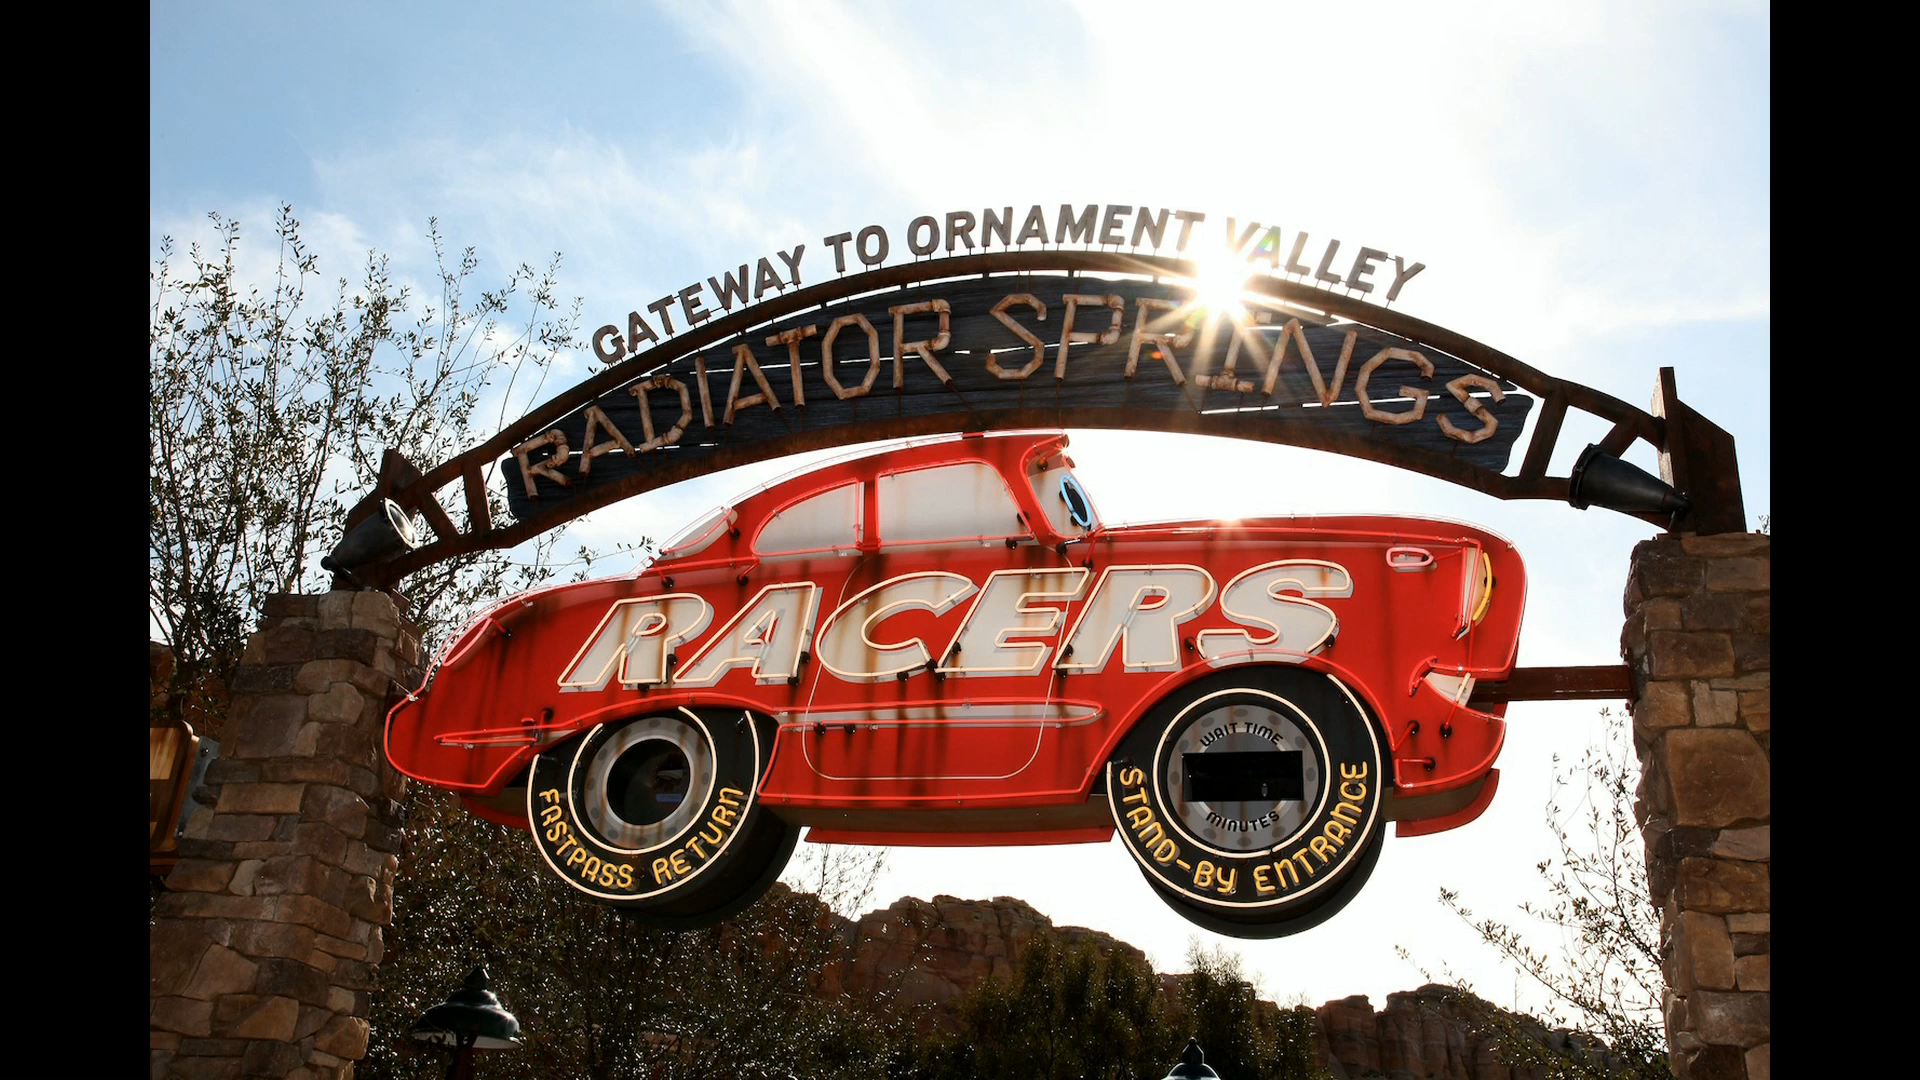 GATEWAY TO ORNAMENT VALLEY
RADIATOR SPRINGS
RACERS
FASTPASS RETURN
WAIT TIME
MINUTES
STAND-BY ENTRANCE